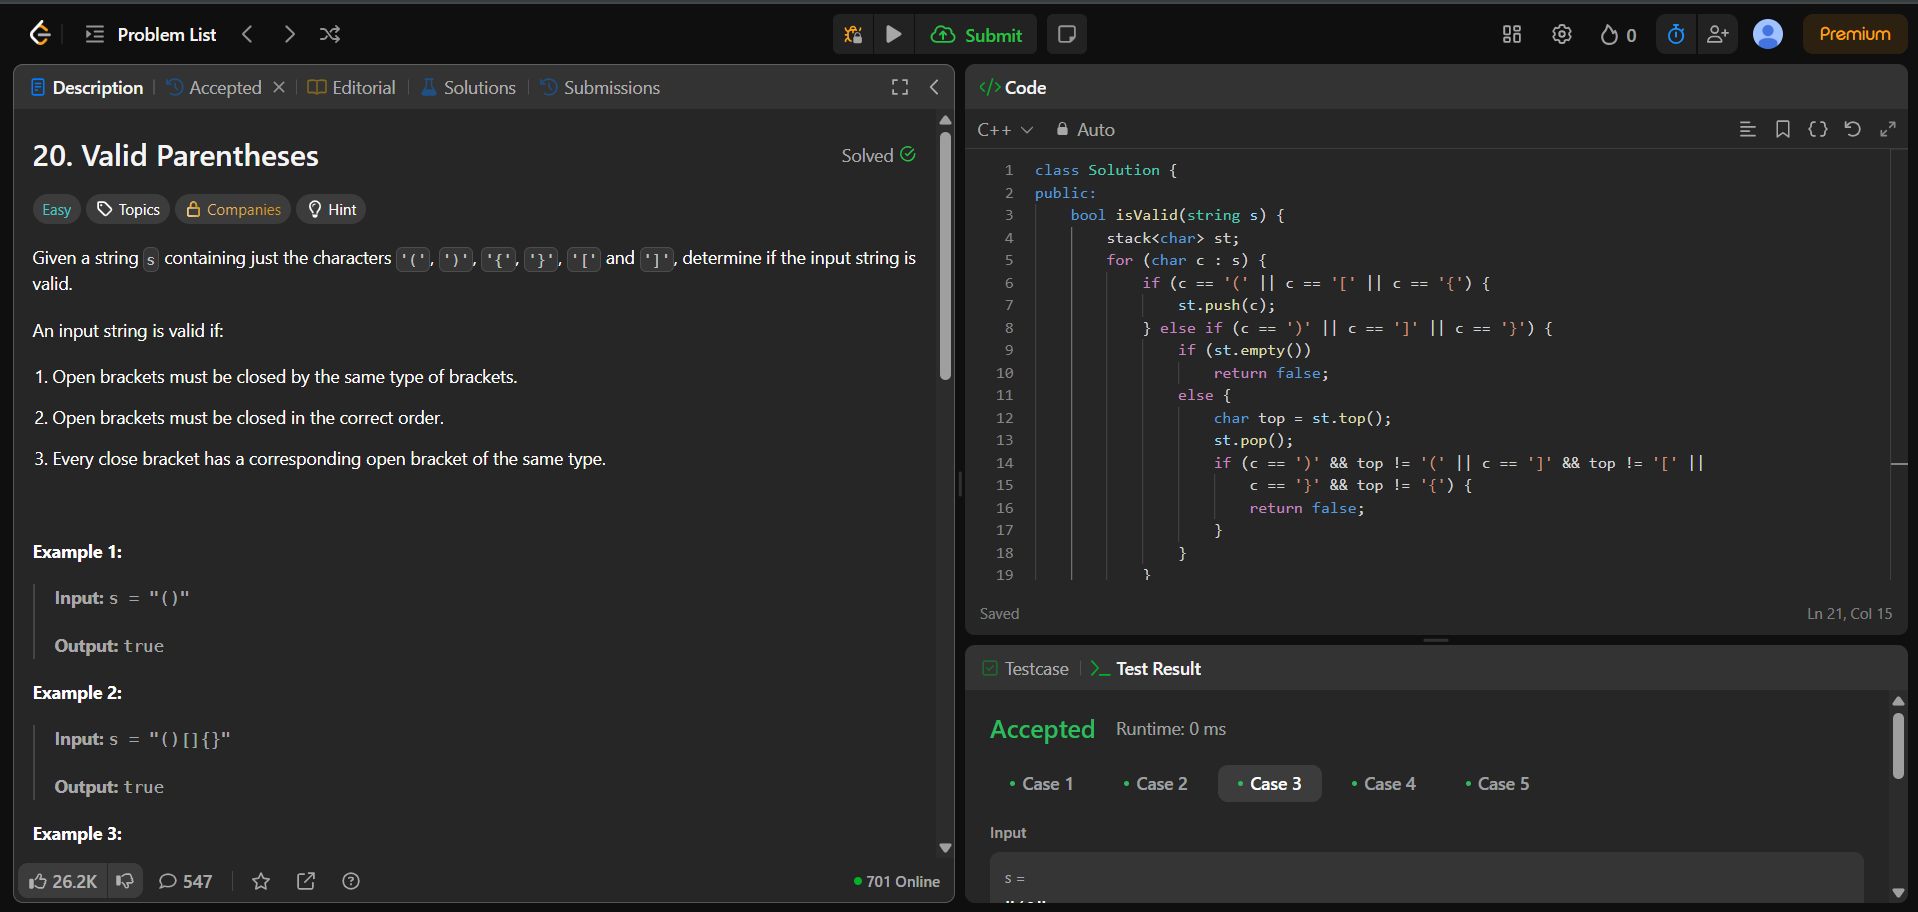 Problem List
Submit
0
Premium
Description
Accepted
Editorial
Solutions
Submissions
20. Valid Parentheses
Solved
Easy
Topics
Companies
Hint
Given a string s containing just the characters '(', ')', '{', '}', '[' and ']', determine if the input string is
valid.
An input string is valid if:
1. Open brackets must be closed by the same type of brackets.
2. Open brackets must be closed in the correct order.
3. Every close bracket has a corresponding open bracket of the same type.
Example 1:
Input: s = "()"
Output: true
Example 2:
Input: s = "()[]{}"
Output: true
Example 3:
26.2K
547
701 Online
</> Code
C++
Auto
1 class Solution {
2 public:
3     bool isValid(string s) {
4         stack<char> st;
5         for (char c : s) {
6             if (c == '(' || c == '[' || c == '{') {
7                 st.push(c);
8             } else if (c == ')' || c == ']' || c == '}') {
9                 if (st.empty())
10                     return false;
11                 else {
12                     char top = st.top();
13                     st.pop();
14                     if (c == ')' && top != '(' || c == ']' && top != '[' ||
15                         c == '}' && top != '{') {
16                         return false;
17                     }
18                 }
19             }
Saved
Ln 21, Col 15
Testcase
Test Result
Accepted
Runtime: 0 ms
Case 1
Case 2
Case 3
Case 4
Case 5
Input
s =